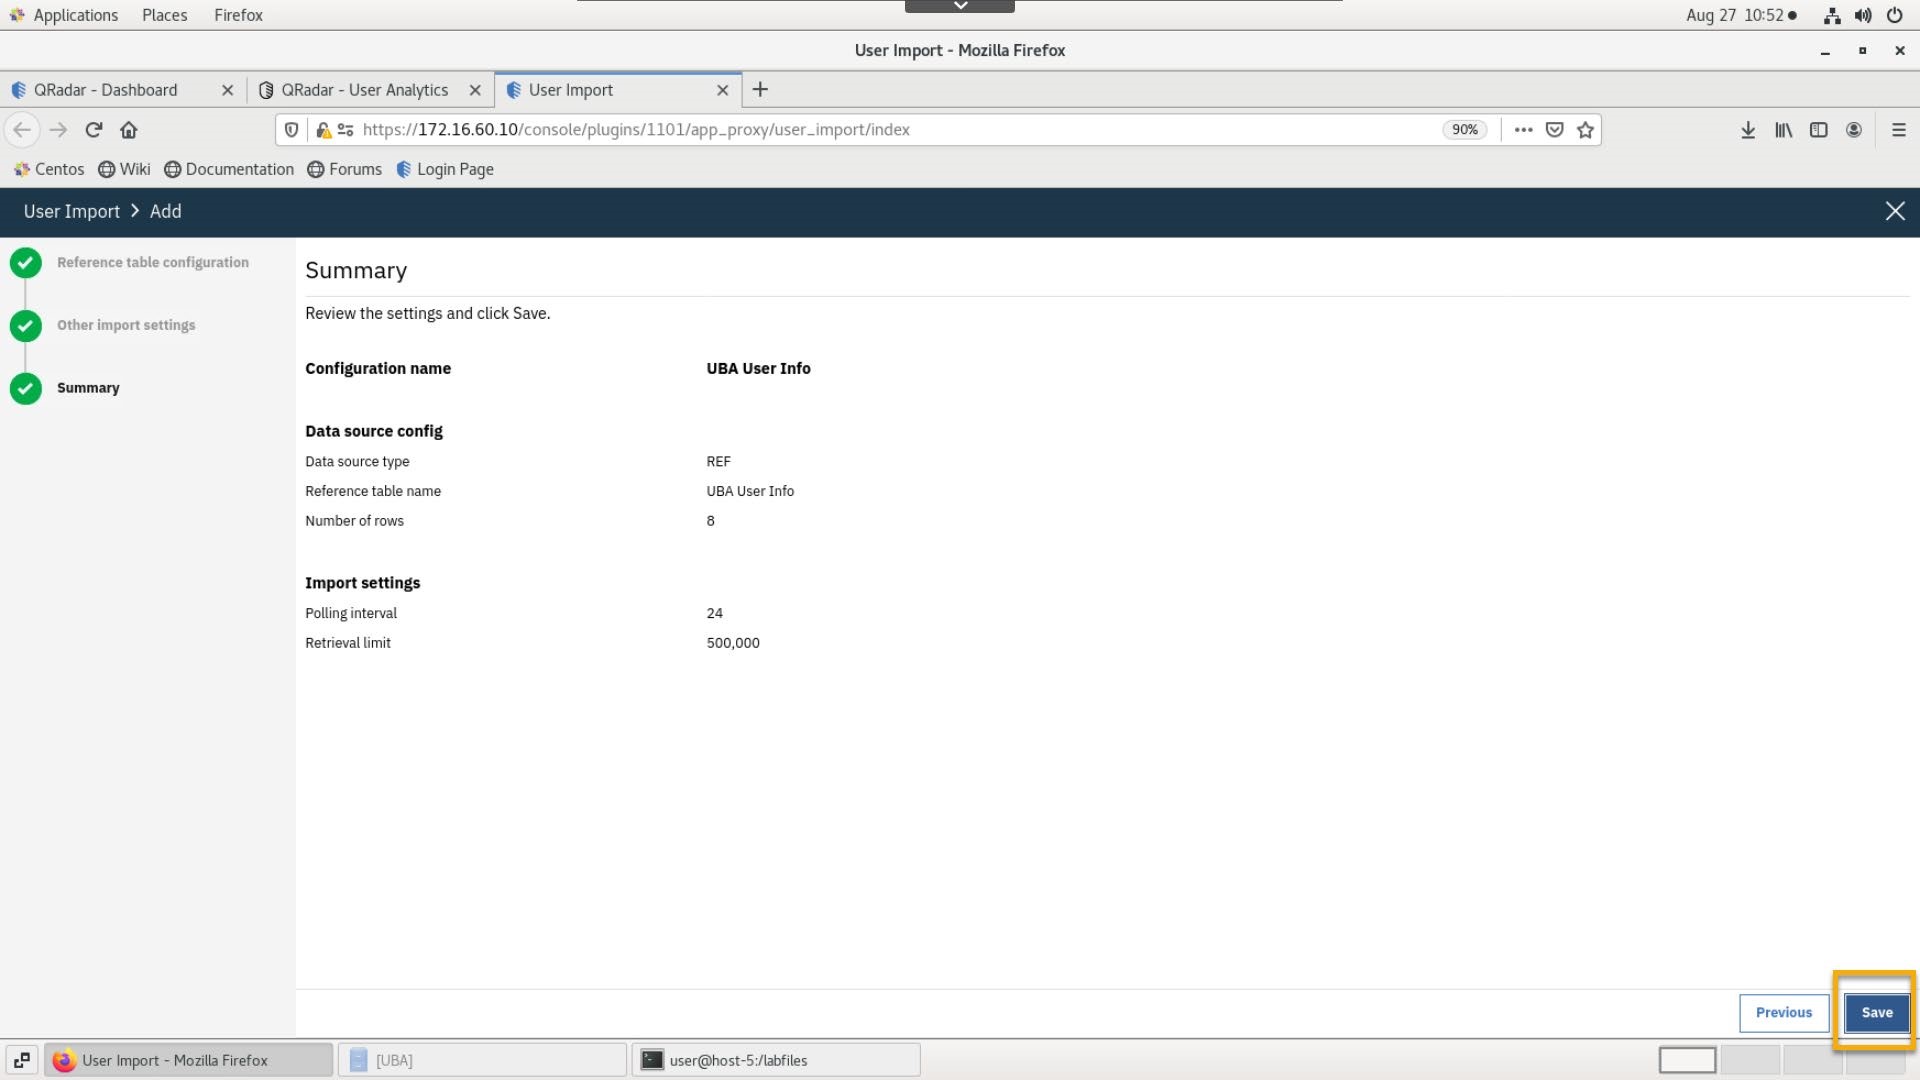 Applications Places Firefox Aug 27 10:52
User Import - Mozilla Firefox
QRadar - Dashboard QRadar - User Analytics User Import
https://172.16.60.10/console/plugins/1101/app_proxy/user_import/index 90%
Centos Wiki Documentation Forums Login Page
User Import > Add
Reference table configuration
Other import settings
Summary
Summary
Review the settings and click Save.
Configuration name UBA User Info
Data source config
Data source type REF
Reference table name UBA User Info
Number of rows 8
Import settings
Polling interval 24
Retrieval limit 500,000
Previous Save
User Import - Mozilla Firefox [UBA] user@host-5:/labfiles